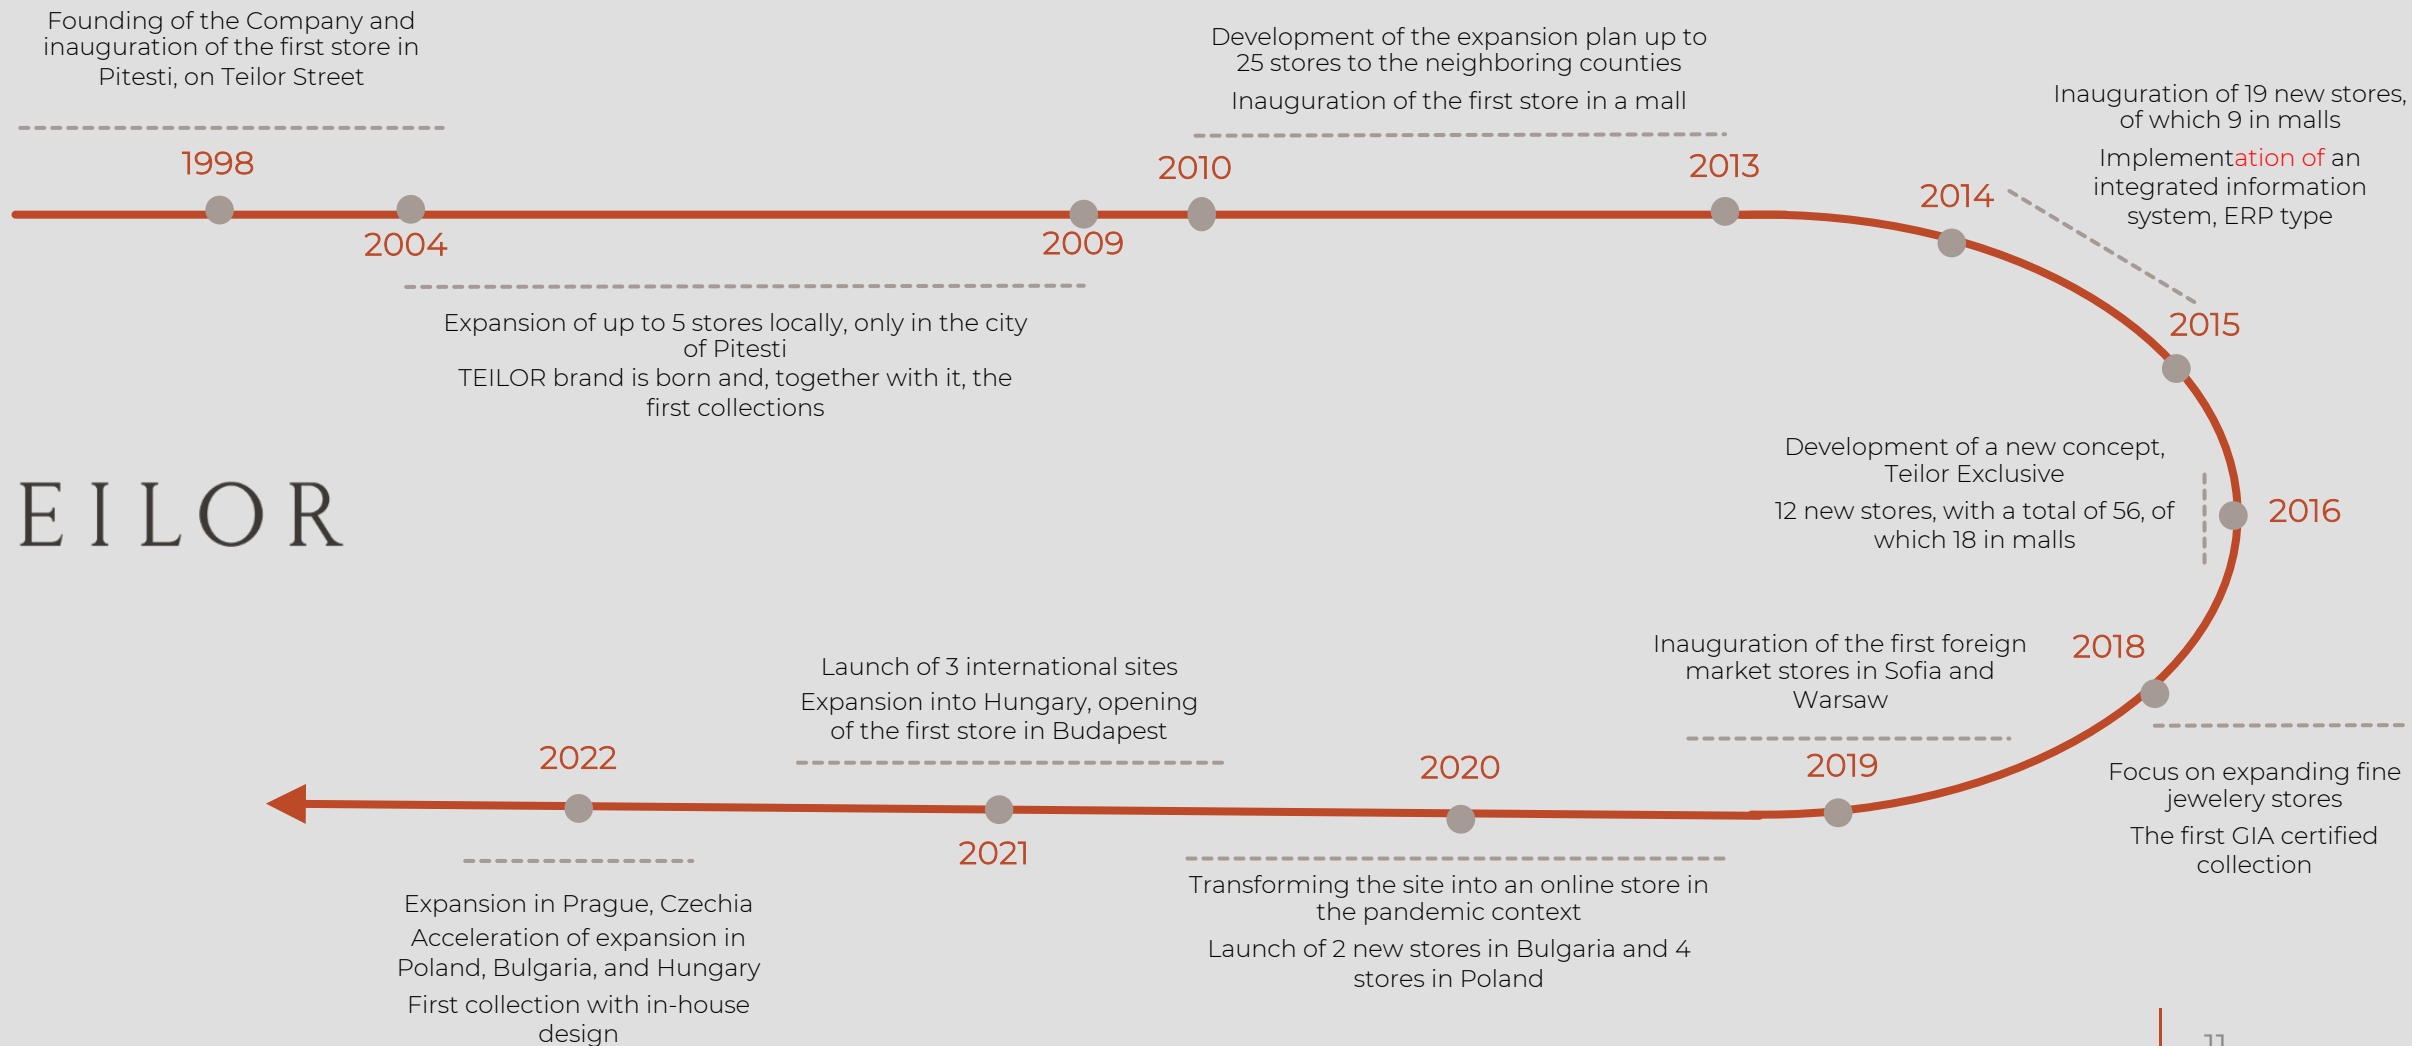 Founding of the Company and
inauguration of the first store in
Pitesti, on Teilor Street
1998
2004
Expansion of up to 5 stores locally, only in the city
of Pitesti
TEILOR brand is born and, together with it, the
first collections
2009
2010
Development of the expansion plan up to
25 stores to the neighboring counties
Inauguration of the first store in a mall
2013
2014
Inauguration of 19 new stores,
of which 9 in malls
Implementation of an
integrated information
system, ERP type
2015
EILOR
Development of a new concept,
Teilor Exclusive
12 new stores, with a total of 56, of
which 18 in malls
2016
2018
Focus on expanding fine
jewelery stores
The first GIA certified
collection
Inauguration of the first foreign
market stores in Sofia and
Warsaw
2019
2020
Transforming the site into an online store in
the pandemic context
Launch of 2 new stores in Bulgaria and 4
stores in Poland
Launch of 3 international sites
Expansion into Hungary, opening
of the first store in Budapest
2021
2022
Expansion in Prague, Czechia
Acceleration of expansion in
Poland, Bulgaria, and Hungary
First collection with in-house
design
11